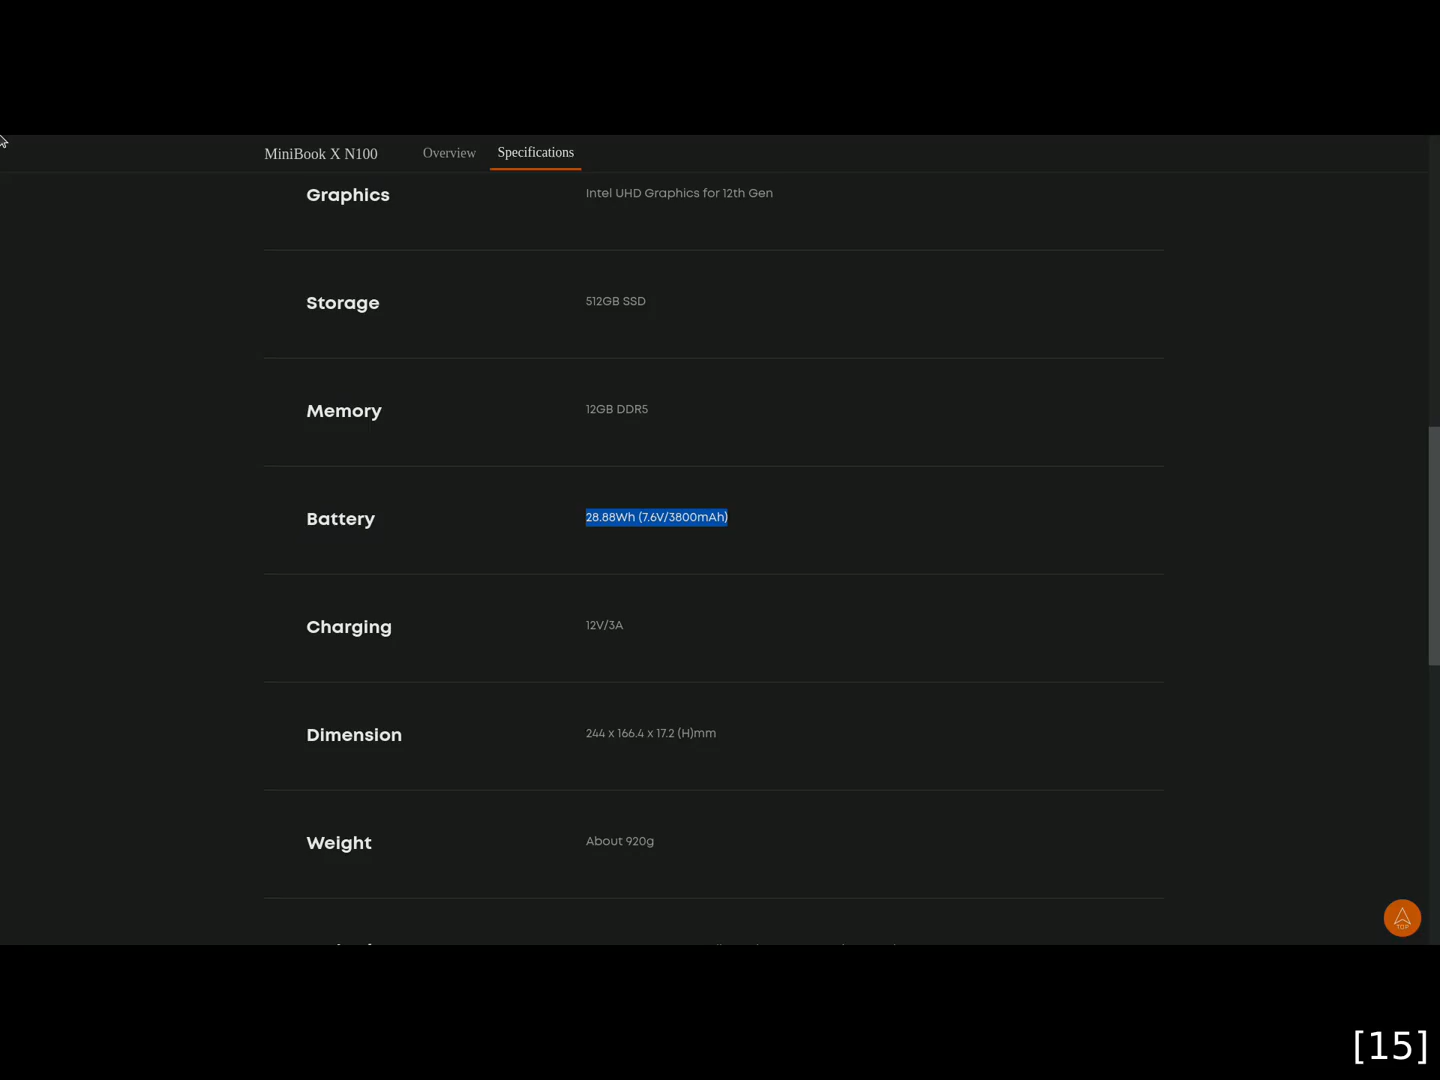 MiniBook X N100 Overview Specifications
Graphics Intel UHD Graphics for 12th Gen
Storage 512GB SSD
Memory 12GB DDR5
Battery 28.88Wh (7.6V/3800mAh)
Charging 12V/3A
Dimension 244 x 166.4 x 17.2 (H)mm
Weight About 920g
TOP
[15]